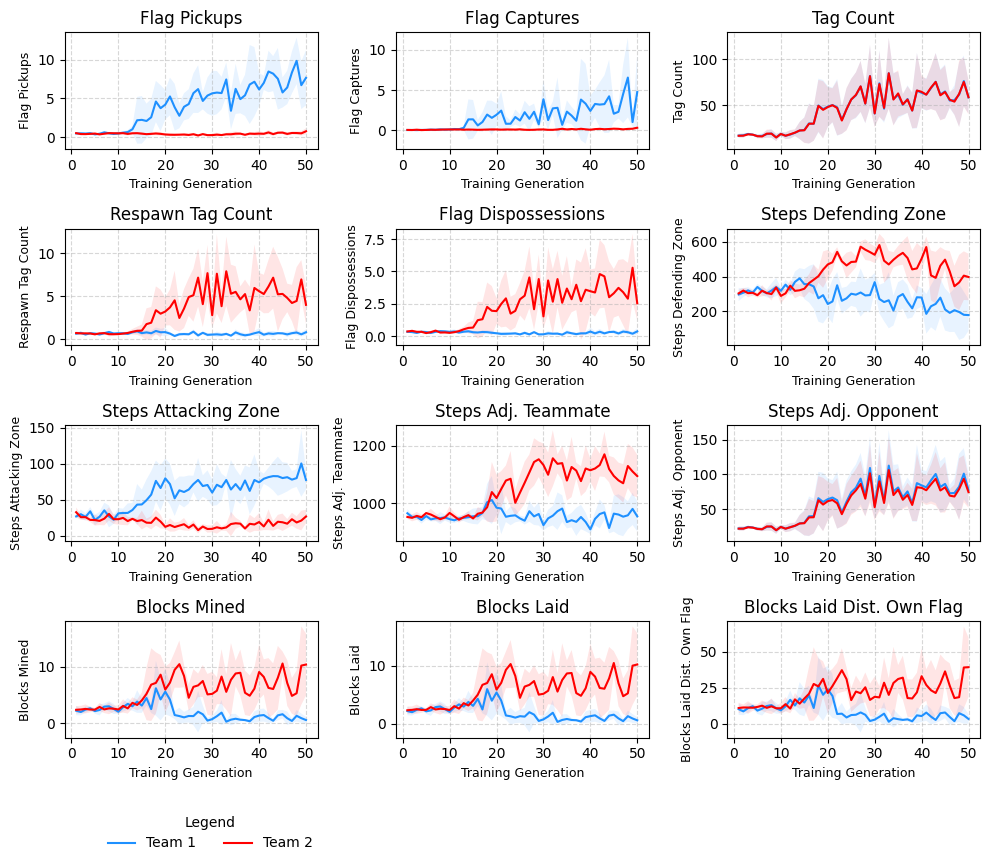 Flag Pickups
Flag Captures
Tag Count
Flag Pickups
10
5
0
0 10 20 30 40 50
Training Generation
Flag Captures
10
5
0
0 10 20 30 40 50
Training Generation
Tag Count
100
50
0 10 20 30 40 50
Training Generation
Respawn Tag Count
Flag Dispossessions
Steps Defending Zone
Respawn Tag Count
10
5
0
0 10 20 30 40 50
Training Generation
Flag Dispossessions
7.5
5.0
2.5
0.0
0 10 20 30 40 50
Training Generation
Steps Defending Zone
600
400
200
0 10 20 30 40 50
Training Generation
Steps Attacking Zone
Steps Adj. Teammate
Steps Adj. Opponent
Steps Attacking Zone
150
100
50
0
0 10 20 30 40 50
Training Generation
Steps Adj. Teammate
1200
1000
0 10 20 30 40 50
Training Generation
Steps Adj. Opponent
150
100
50
0 10 20 30 40 50
Training Generation
Blocks Mined
Blocks Laid
Blocks Laid Dist. Own Flag
Blocks Mined
10
0
0 10 20 30 40 50
Training Generation
Blocks Laid
10
0
0 10 20 30 40 50
Training Generation
Blocks Laid Dist. Own Flag
50
25
0
0 10 20 30 40 50
Training Generation
Legend
Team 1 Team 2